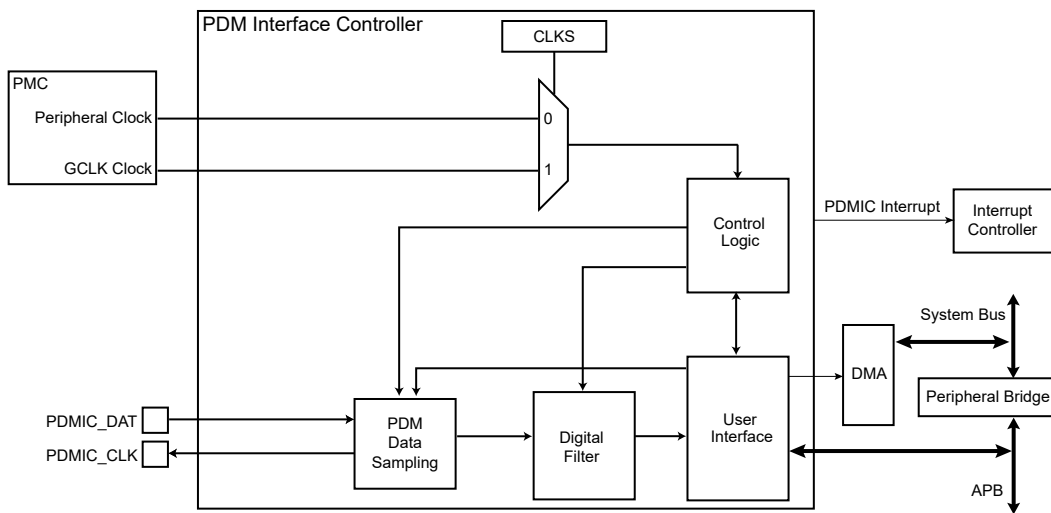 PDM Interface Controller
CLKS
PMC
Peripheral Clock
0
GCLK Clock
1
Control
Logic
PDMIC Interrupt
Interrupt
Controller
System Bus
DMA
Peripheral Bridge
PDMIC_DAT
PDMIC_CLK
PDM
Data
Sampling
Digital
Filter
User
Interface
APB